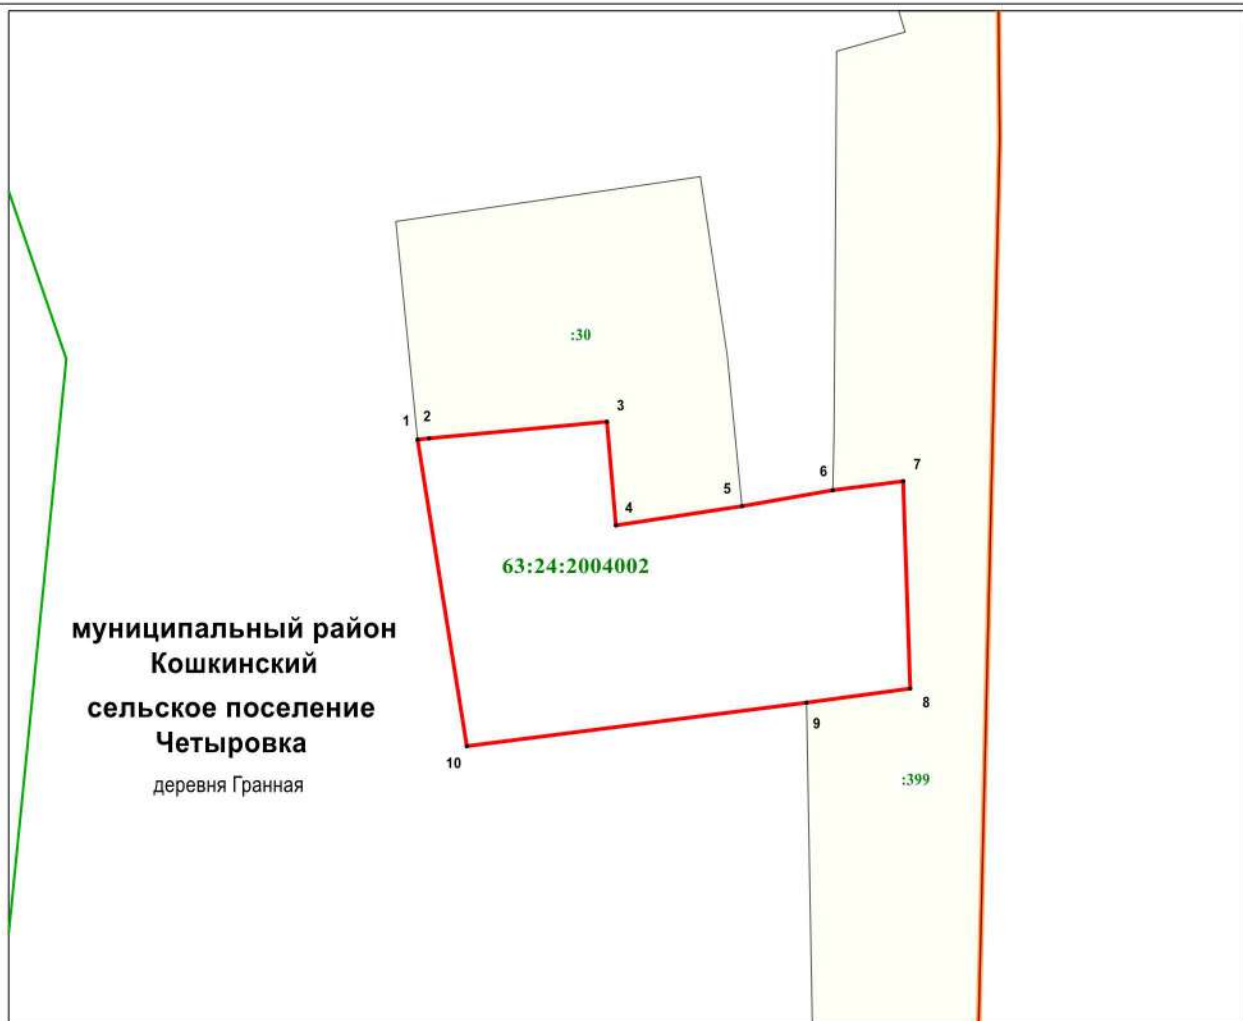 :30
3
1
2
7
6
5
4
63:24:2004002
муниципальный район
Кошкинский
сельское поселение
Четыровка
деревня Гранная
8
9
10
:399